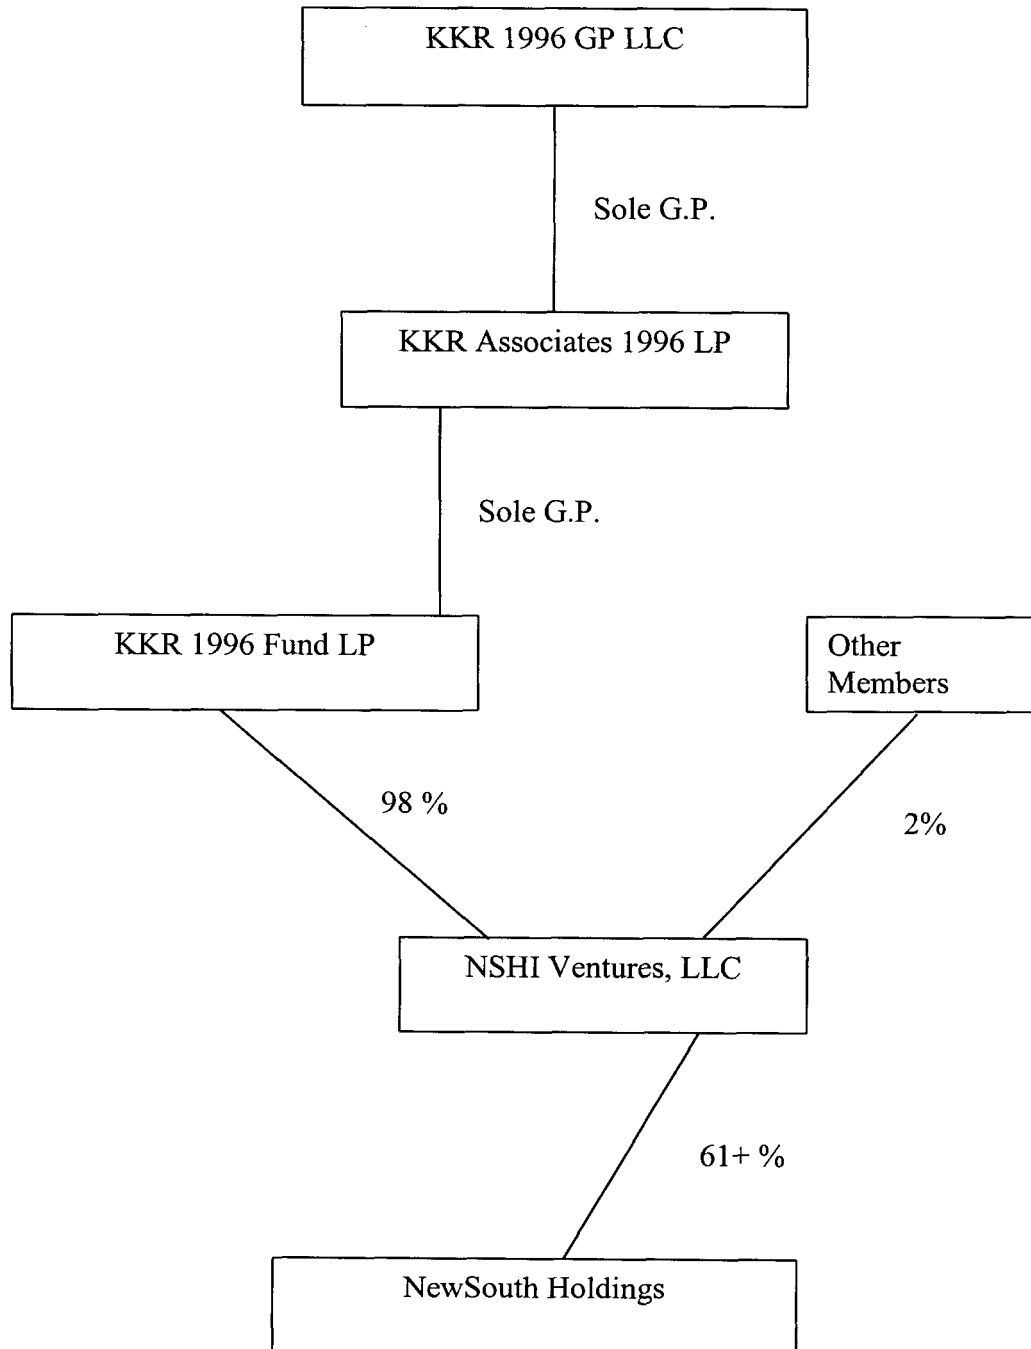 KKR 1996 GP LLC
Sole G.P.
KKR Associates 1996 LP
Sole G.P.
KKR 1996 Fund LP
Other
Members
98 %
2%
NSHI Ventures, LLC
61+ %
NewSouth Holdings